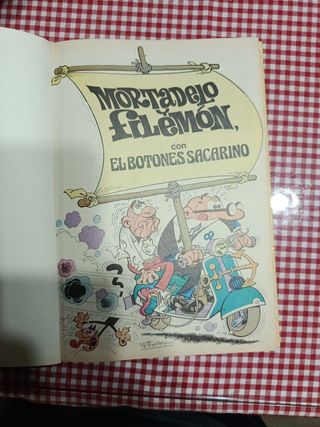 MORTADELO
y
FILEMÓN,
con
EL BOTONES SACARINO